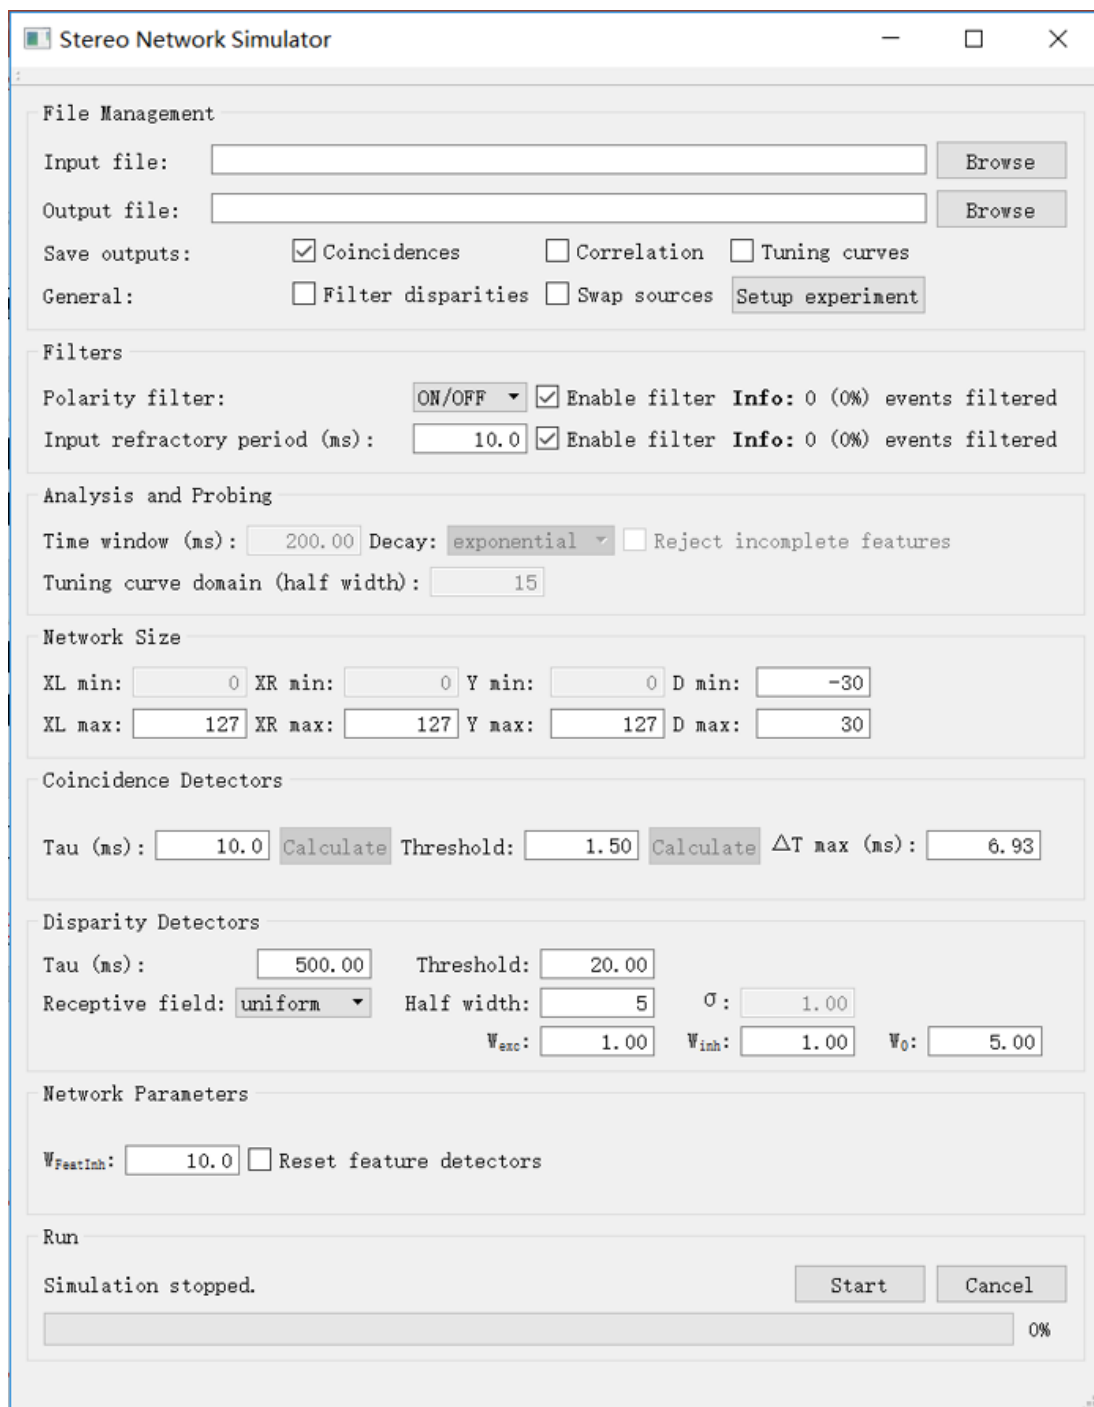 Stereo Network Simulator
File Management
Input file: Browse
Output file: Browse
Save outputs: Coincidences Correlation Tuning curves
General: Filter disparities Swap sources Setup experiment
Filters
Polarity filter: ON/OFF Enable filter Info: 0 (0%) events filtered
Input refractory period (ms): 10.0 Enable filter Info: 0 (0%) events filtered
Analysis and Probing
Time window (ms): 200.00 Decay: exponential Reject incomplete features
Tuning curve domain (half width): 15
Network Size
XL min: 0 XR min: 0 Y min: 0 D min: -30
XL max: 127 XR max: 127 Y max: 127 D max: 30
Coincidence Detectors
Tau (ms): 10.0 Calculate Threshold: 1.50 Calculate ΔT max (ms): 6.93
Disparity Detectors
Tau (ms): 500.00 Threshold: 20.00
Receptive field: uniform Half width: 5 σ: 1.00
Wexc: 1.00 Winh: 1.00 W0: 5.00
Network Parameters
WFeatInh: 10.0 Reset feature detectors
Run
Simulation stopped. Start Cancel
0%